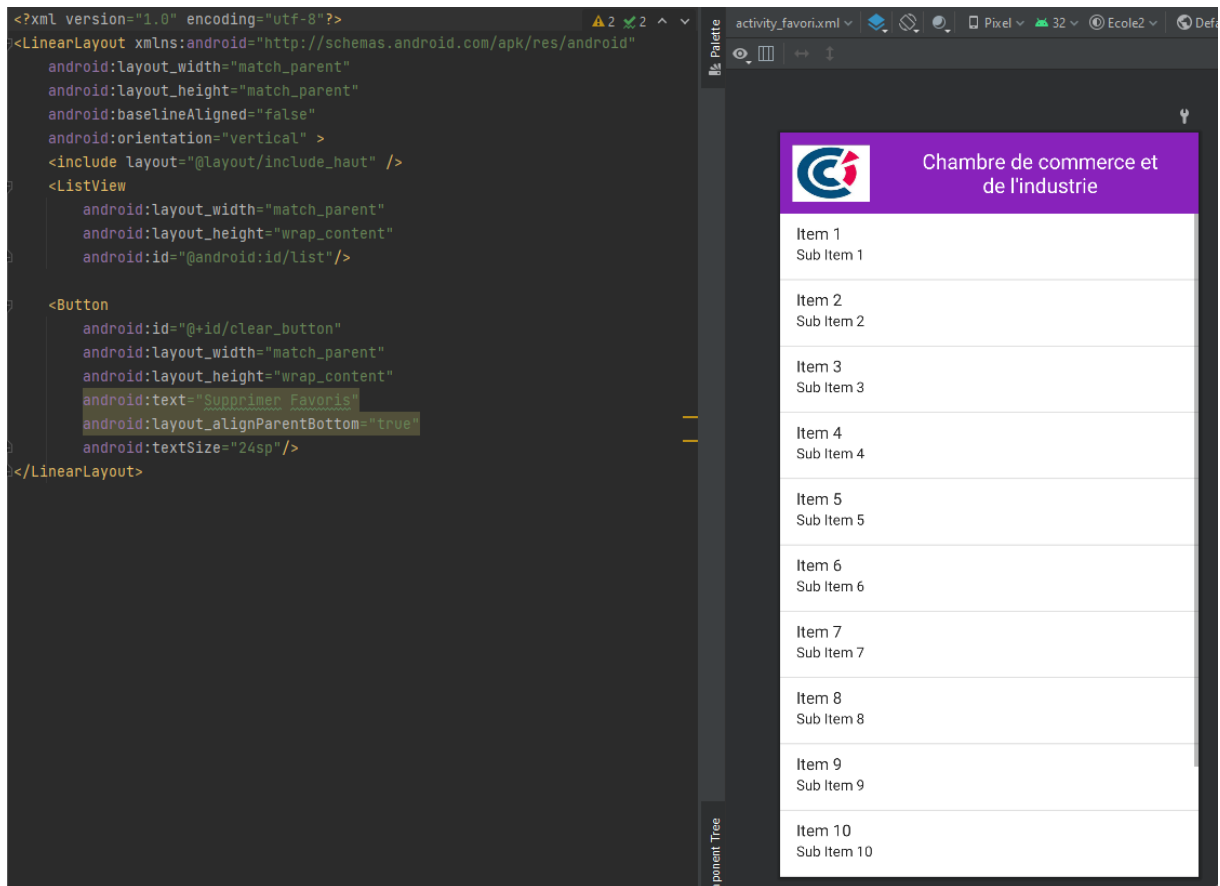 <?xml version="1.0" encoding="utf-8"?>
2 2
<LinearLayout xmlns:android="http://schemas.android.com/apk/res/android"
    android:layout_width="match_parent"
    android:layout_height="match_parent"
    android:baselineAligned="false"
    android:orientation="vertical" >
    <include layout="@layout/include_haut" />
    <ListView
        android:layout_width="match_parent"
        android:layout_height="wrap_content"
        android:id="@android:id/list"/>
    <Button
        android:id="@+id/clear_button"
        android:layout_width="match_parent"
        android:layout_height="wrap_content"
        android:text="Supprimer Favoris"
        android:layout_alignParentBottom="true"
        android:textSize="24sp"/>
</LinearLayout>
Palette
ponent Tree
activity_favori.xml Pixel 32 Ecole2 Defa
Chambre de commerce et
de l'industrie
Item 1
Sub Item 1
Item 2
Sub Item 2
Item 3
Sub Item 3
Item 4
Sub Item 4
Item 5
Sub Item 5
Item 6
Sub Item 6
Item 7
Sub Item 7
Item 8
Sub Item 8
Item 9
Sub Item 9
Item 10
Sub Item 10